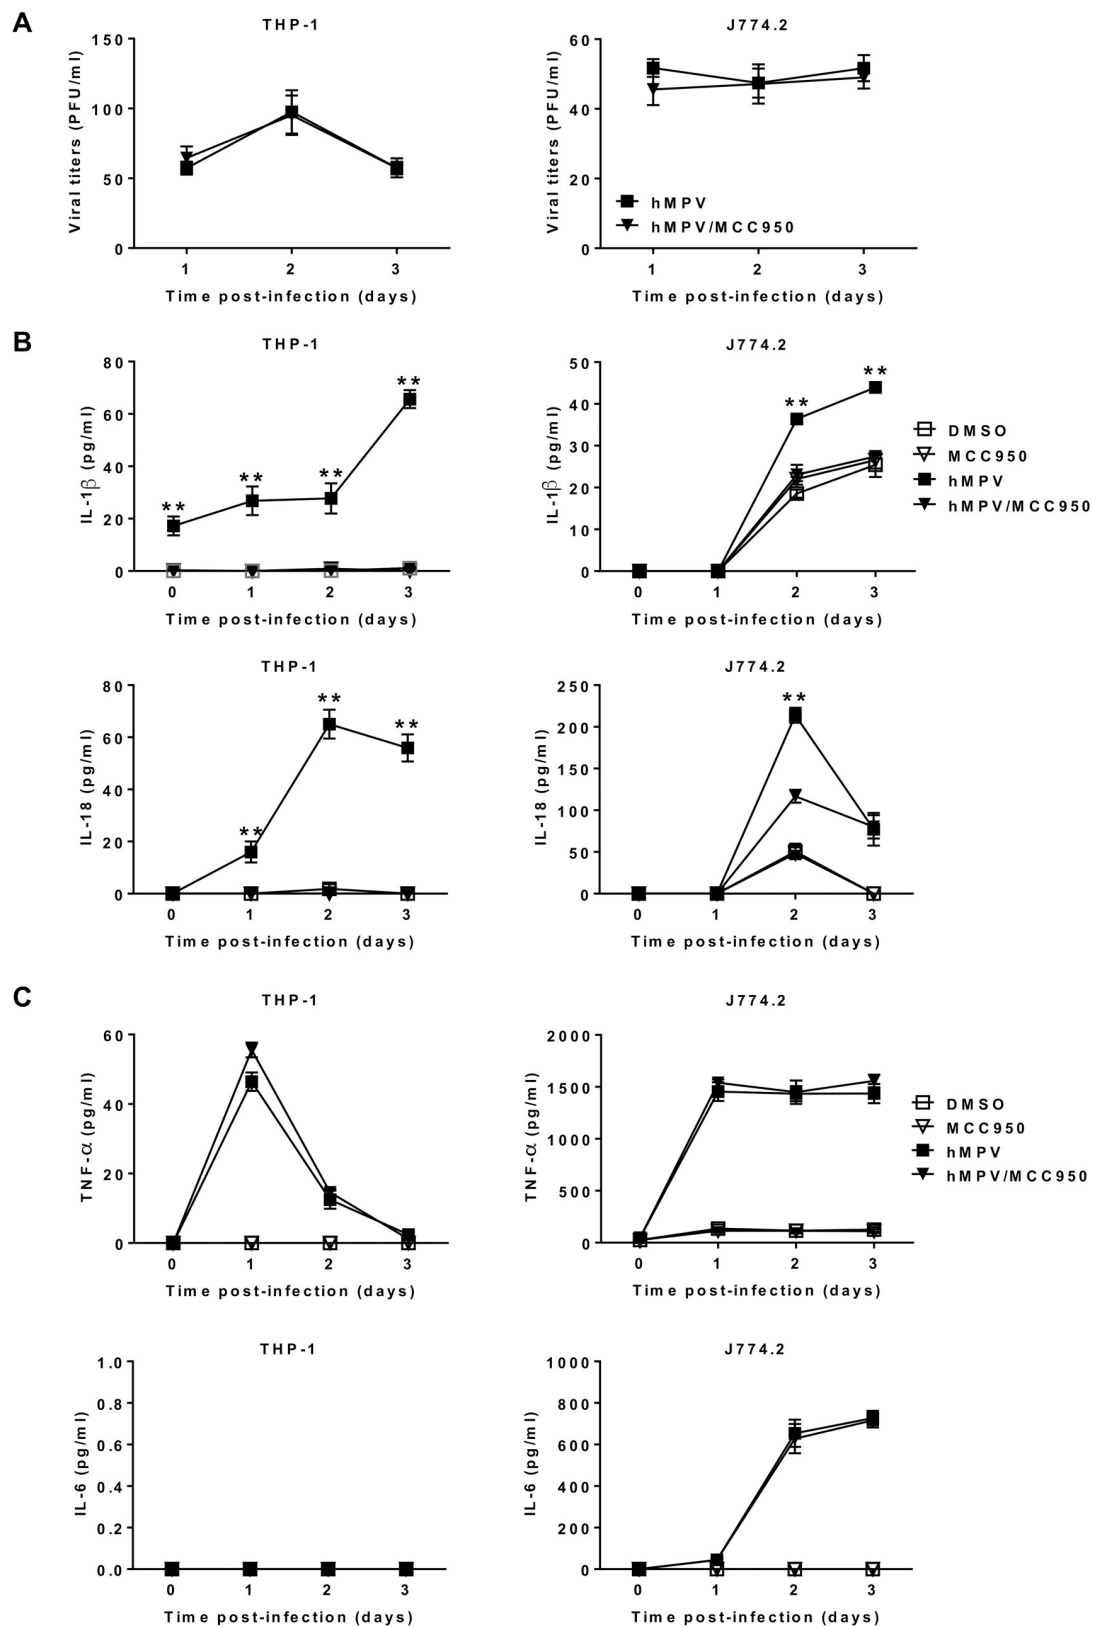 A
THP-1
J774.2
Viral titers (PFU/ml)
150
100
50
0
1 2 3
Time post-infection (days)
Viral titers (PFU/ml)
60
40
20
0
hMPV
hMPV/MCC950
1 2 3
Time post-infection (days)
B
THP-1
J774.2
IL-1β (pg/ml)
80
60
40
20
0
** ** ** **
0 1 2 3
Time post-infection (days)
IL-1β (pg/ml)
50
40
30
20
10
0
** **
0 1 2 3
Time post-infection (days)
DMSO
MCC950
hMPV
hMPV/MCC950
THP-1
J774.2
IL-18 (pg/ml)
80
60
40
20
0
** ** **
0 1 2 3
Time post-infection (days)
IL-18 (pg/ml)
250
200
150
100
50
0
**
0 1 2 3
Time post-infection (days)
C
THP-1
J774.2
TNF-α (pg/ml)
60
40
20
0
0 1 2 3
Time post-infection (days)
TNF-α (pg/ml)
2000
1500
1000
500
0
0 1 2 3
Time post-infection (days)
DMSO
MCC950
hMPV
hMPV/MCC950
THP-1
J774.2
IL-6 (pg/ml)
1.0
0.8
0.6
0.4
0.2
0.0
0 1 2 3
Time post-infection (days)
IL-6 (pg/ml)
1000
800
600
400
200
0
0 1 2 3
Time post-infection (days)